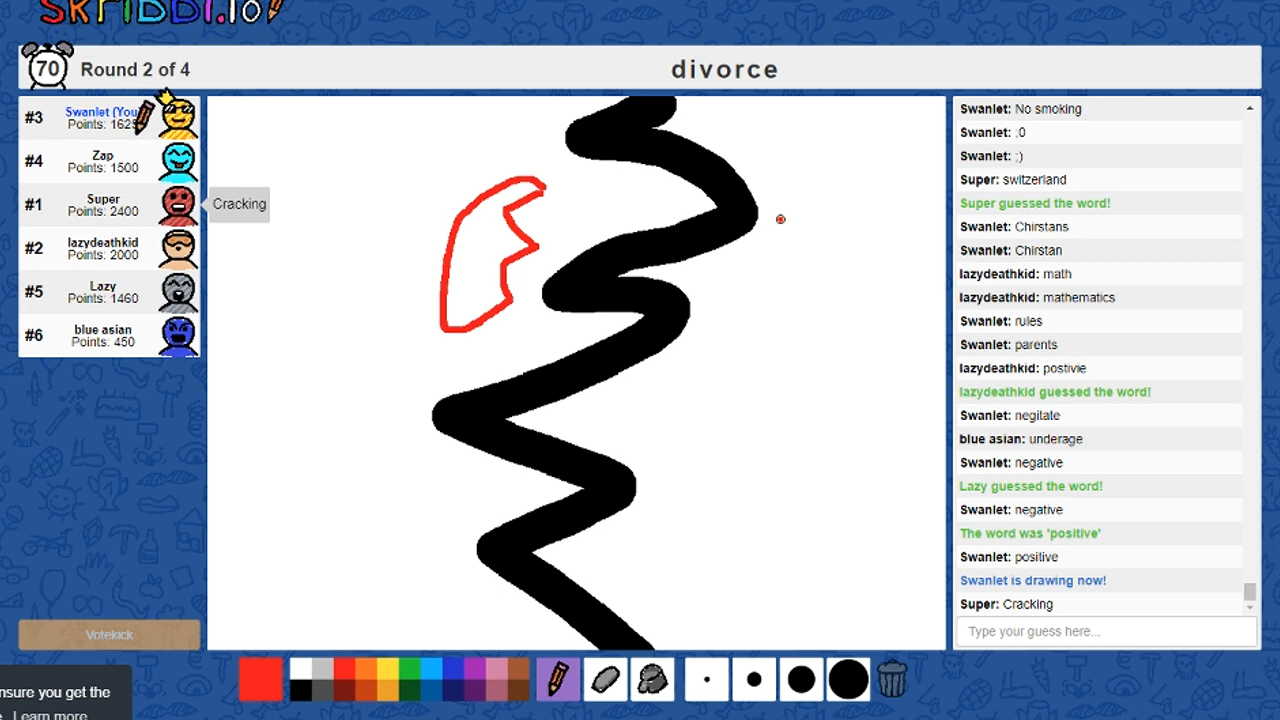 skribbl.io
70
Round 2 of 4
divorce
#3
Swanlet (You
Points: 1625
#4
Zap
Points: 1500
#1
Super
Points: 2400
Cracking
#2
lazydeathkid
Points: 2000
#5
Lazy
Points: 1460
#6
blue asian
Points: 450
Votekick
nsure you get the
Learn more
Swanlet: No smoking
Swanlet: ;0
Swanlet: ;)
Super: switzerland
Super guessed the word!
Swanlet: Chirstans
Swanlet: Chirstan
lazydeathkid: math
lazydeathkid: mathematics
Swanlet: rules
Swanlet: parents
lazydeathkid: postivie
lazydeathkid guessed the word!
Swanlet: negitate
blue asian: underage
Swanlet: negative
Lazy guessed the word!
Swanlet: negative
The word was 'positive'
Swanlet: positive
Swanlet is drawing now!
Super: Cracking
Type your guess here...